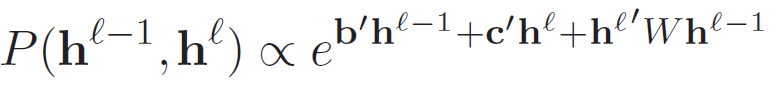 P(h^{ℓ−1}, h^ℓ) ∝ e^{b′h^{ℓ−1}+c′h^ℓ+h^ℓ′Wh^{ℓ−1}}